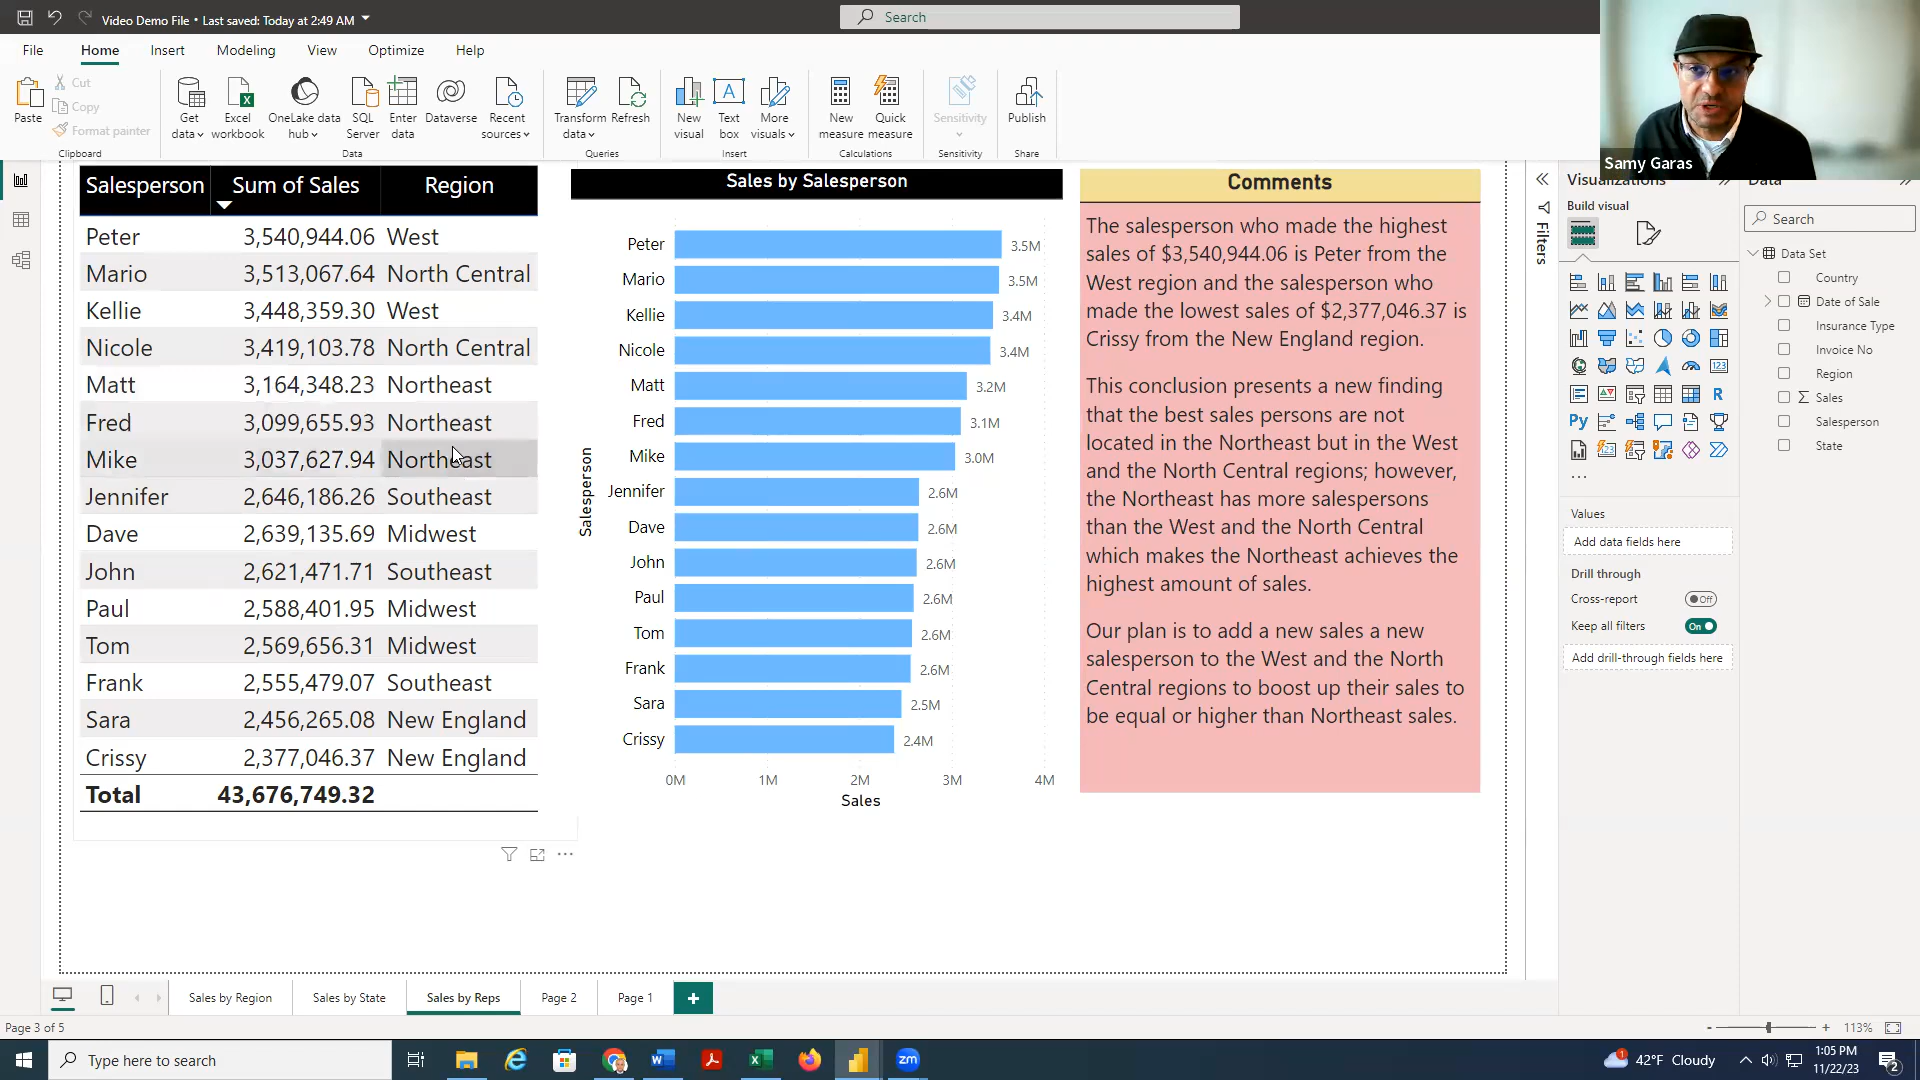 Video Demo File • Last saved: Today at 2:49 AM
Search
File Home Insert Modeling View Optimize Help
Paste
Cut
Copy
Format painter
Clipboard
Get data
Excel workbook
OneLake data hub
SQL Server
Enter data
Dataverse
Recent sources
Data
Transform data
Refresh
Queries
New visual
A
Text box
More visuals
Insert
New measure
Quick measure
Calculations
Sensitivity
Sensitivity
Publish
Share
Samy Garas
Salesperson Sum of Sales Region
Peter 3,540,944.06 West
Mario 3,513,067.64 North Central
Kellie 3,448,359.30 West
Nicole 3,419,103.78 North Central
Matt 3,164,348.23 Northeast
Fred 3,099,655.93 Northeast
Mike 3,037,627.94 Northeast
Jennifer 2,646,186.26 Southeast
Dave 2,639,135.69 Midwest
John 2,621,471.71 Southeast
Paul 2,588,401.95 Midwest
Tom 2,569,656.31 Midwest
Frank 2,555,479.07 Southeast
Sara 2,456,265.08 New England
Crissy 2,377,046.37 New England
Total 43,676,749.32
Sales by Salesperson
Salesperson
Peter 3.5M
Mario 3.5M
Kellie 3.4M
Nicole 3.4M
Matt 3.2M
Fred 3.1M
Mike 3.0M
Jennifer 2.6M
Dave 2.6M
John 2.6M
Paul 2.6M
Tom 2.6M
Frank 2.6M
Sara 2.5M
Crissy 2.4M
0M 1M 2M 3M 4M
Sales
Comments
The salesperson who made the highest
sales of $3,540,944.06 is Peter from the
West region and the salesperson who
made the lowest sales of $2,377,046.37 is
Crissy from the New England region.
This conclusion presents a new finding
that the best sales persons are not
located in the Northeast but in the West
and the North Central regions; however,
the Northeast has more salespersons
than the West and the North Central
which makes the Northeast achieves the
highest amount of sales.
Our plan is to add a new sales a new
salesperson to the West and the North
Central regions to boost up their sales to
be equal or higher than Northeast sales.
Filters
Visualizations
Build visual
123
R
Py
Values
Add data fields here
Drill through
Cross-report Off
Keep all filters On
Add drill-through fields here
Data
Search
Data Set
Country
Date of Sale
Insurance Type
Invoice No
Region
Σ Sales
Salesperson
State
Sales by Region Sales by State Sales by Reps Page 2 Page 1 +
Page 3 of 5
- + 113%
Type here to search
zm
1
42°F Cloudy
1:05 PM
11/22/23
2